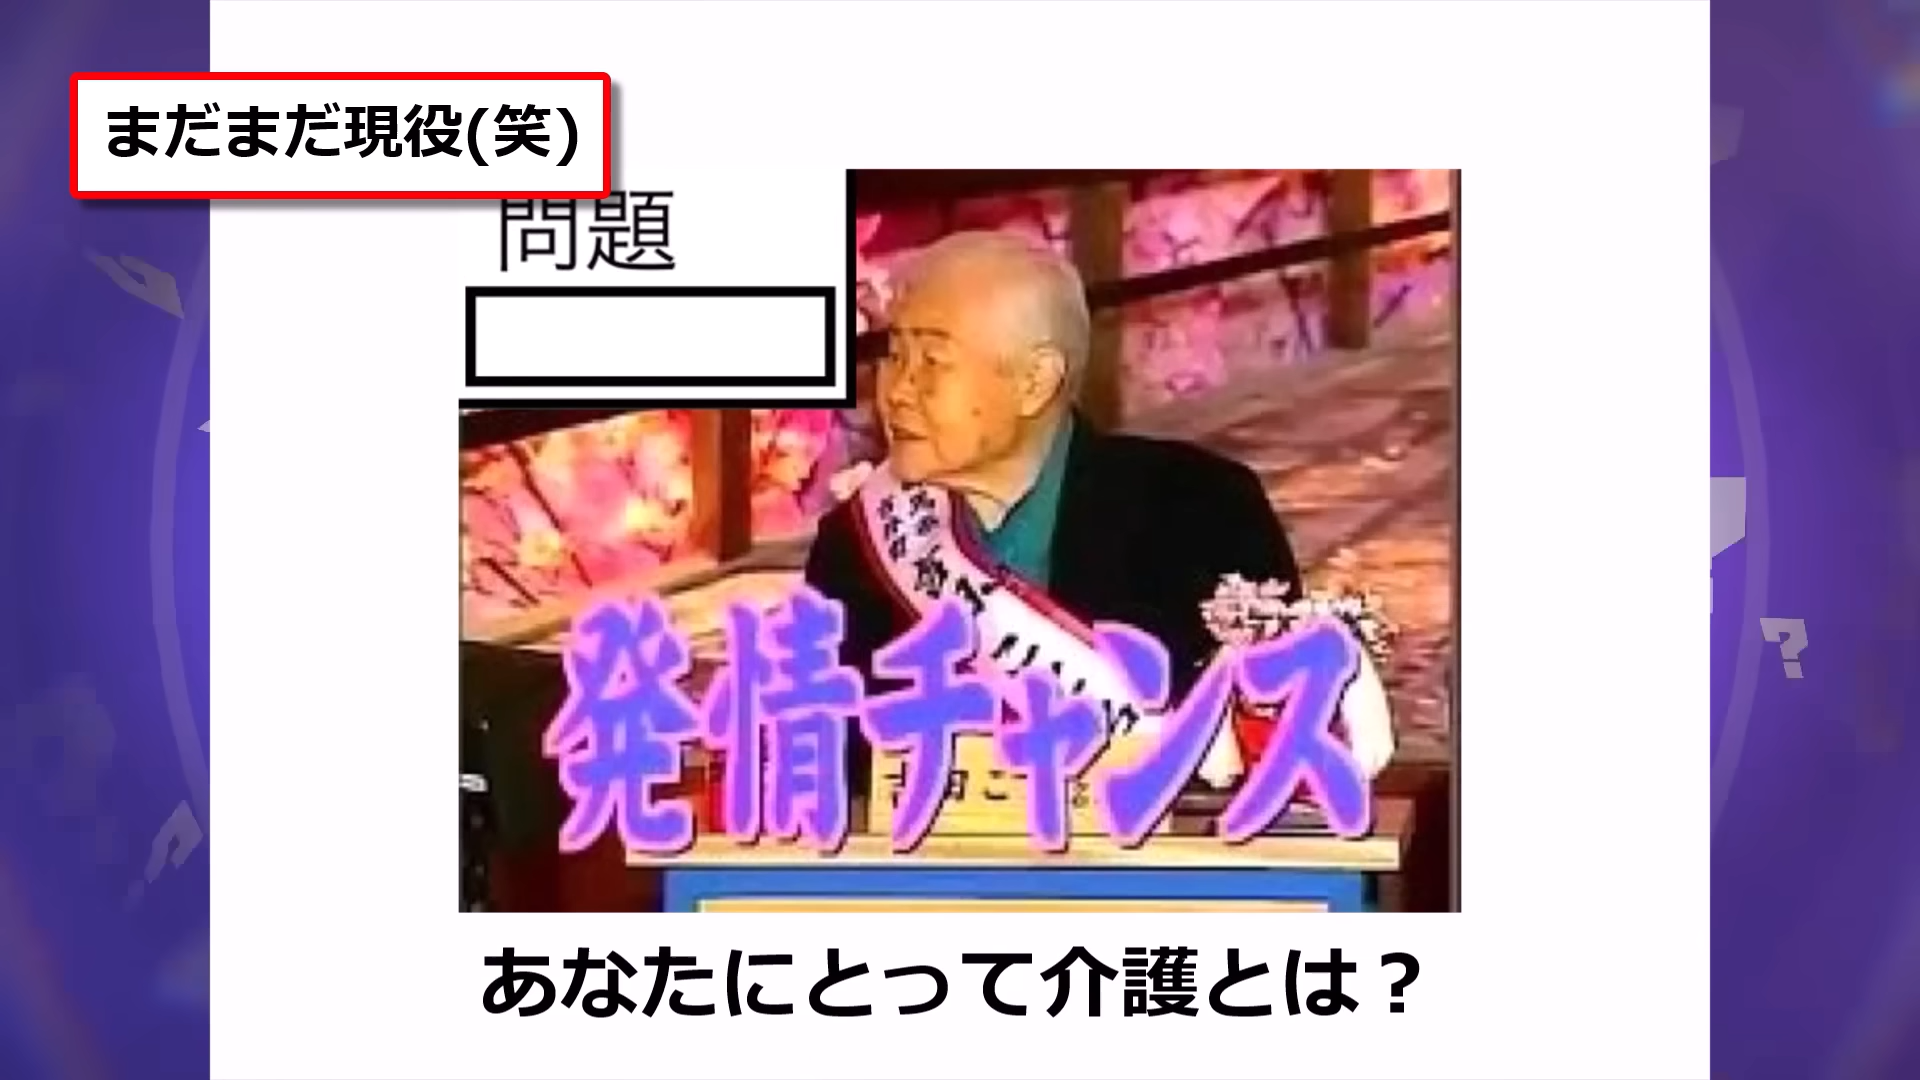 まだまだ現役(笑)
問題
発情チャンス
あなたにとって介護とは？